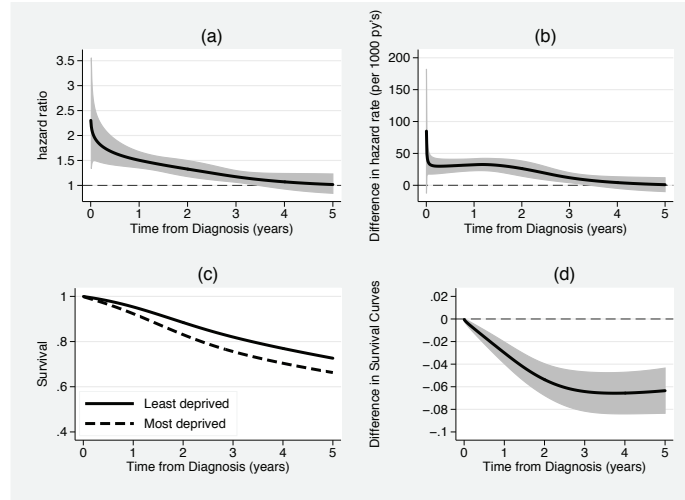 (a)
hazard ratio
3.5
3
2.5
2
1.5
1
0 1 2 3 4 5
Time from Diagnosis (years)
(b)
Difference in hazard rate (per 1000 py's)
200
150
100
50
0
0 1 2 3 4 5
Time from Diagnosis (years)
(c)
Survival
1
.8
.6
.4
Least deprived
Most deprived
0 1 2 3 4 5
Time from Diagnosis (years)
(d)
Difference in Survival Curves
.02
0
-.02
-.04
-.06
-.08
-.1
0 1 2 3 4 5
Time from Diagnosis (years)